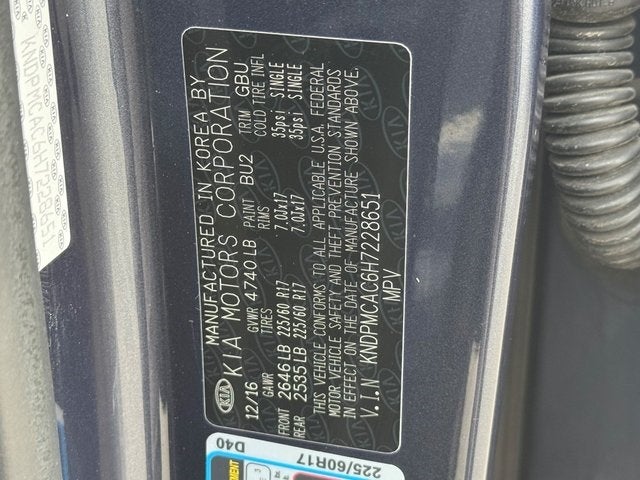 MANUFACTURED IN KOREA BY
KIA KIA MOTORS CORPORATION
12/16 GVWR 4740 LB PAINT BU2 TRIM GBU
GAWR TIRES RIMS COLD TIRE INFL
FRONT 2646 LB 225/60 R17 7.0JX17 35psi SINGLE
REAR 2535 LB 225/60 R17 7.0JX17 35psi SINGLE
THIS VEHICLE CONFORMS TO ALL APPLICABLE U.S.A. FEDERAL
MOTOR VEHICLE SAFETY AND THEFT PREVENTION STANDARDS
IN EFFECT ON THE DATE OF MANUFACTURE SHOWN ABOVE.
V.I.N KNDPMCAC6H7228651
MPV
D40
225/60R17